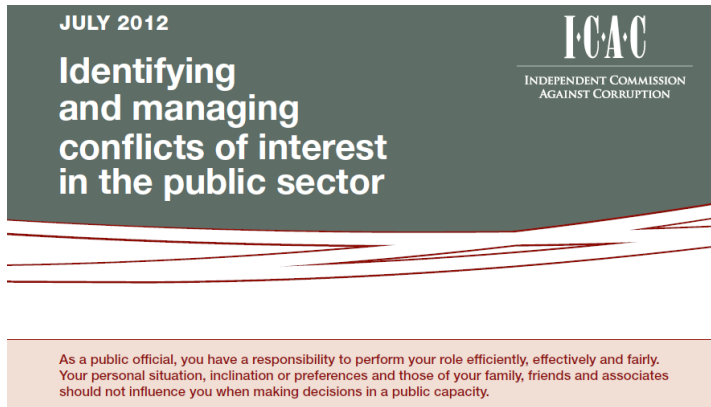 JULY 2012
Identifying
and managing
conflicts of interest
in the public sector
I·C·A·C
INDEPENDENT COMMISSION
AGAINST CORRUPTION
As a public official, you have a responsibility to perform your role efficiently, effectively and fairly.
Your personal situation, inclination or preferences and those of your family, friends and associates
should not influence you when making decisions in a public capacity.